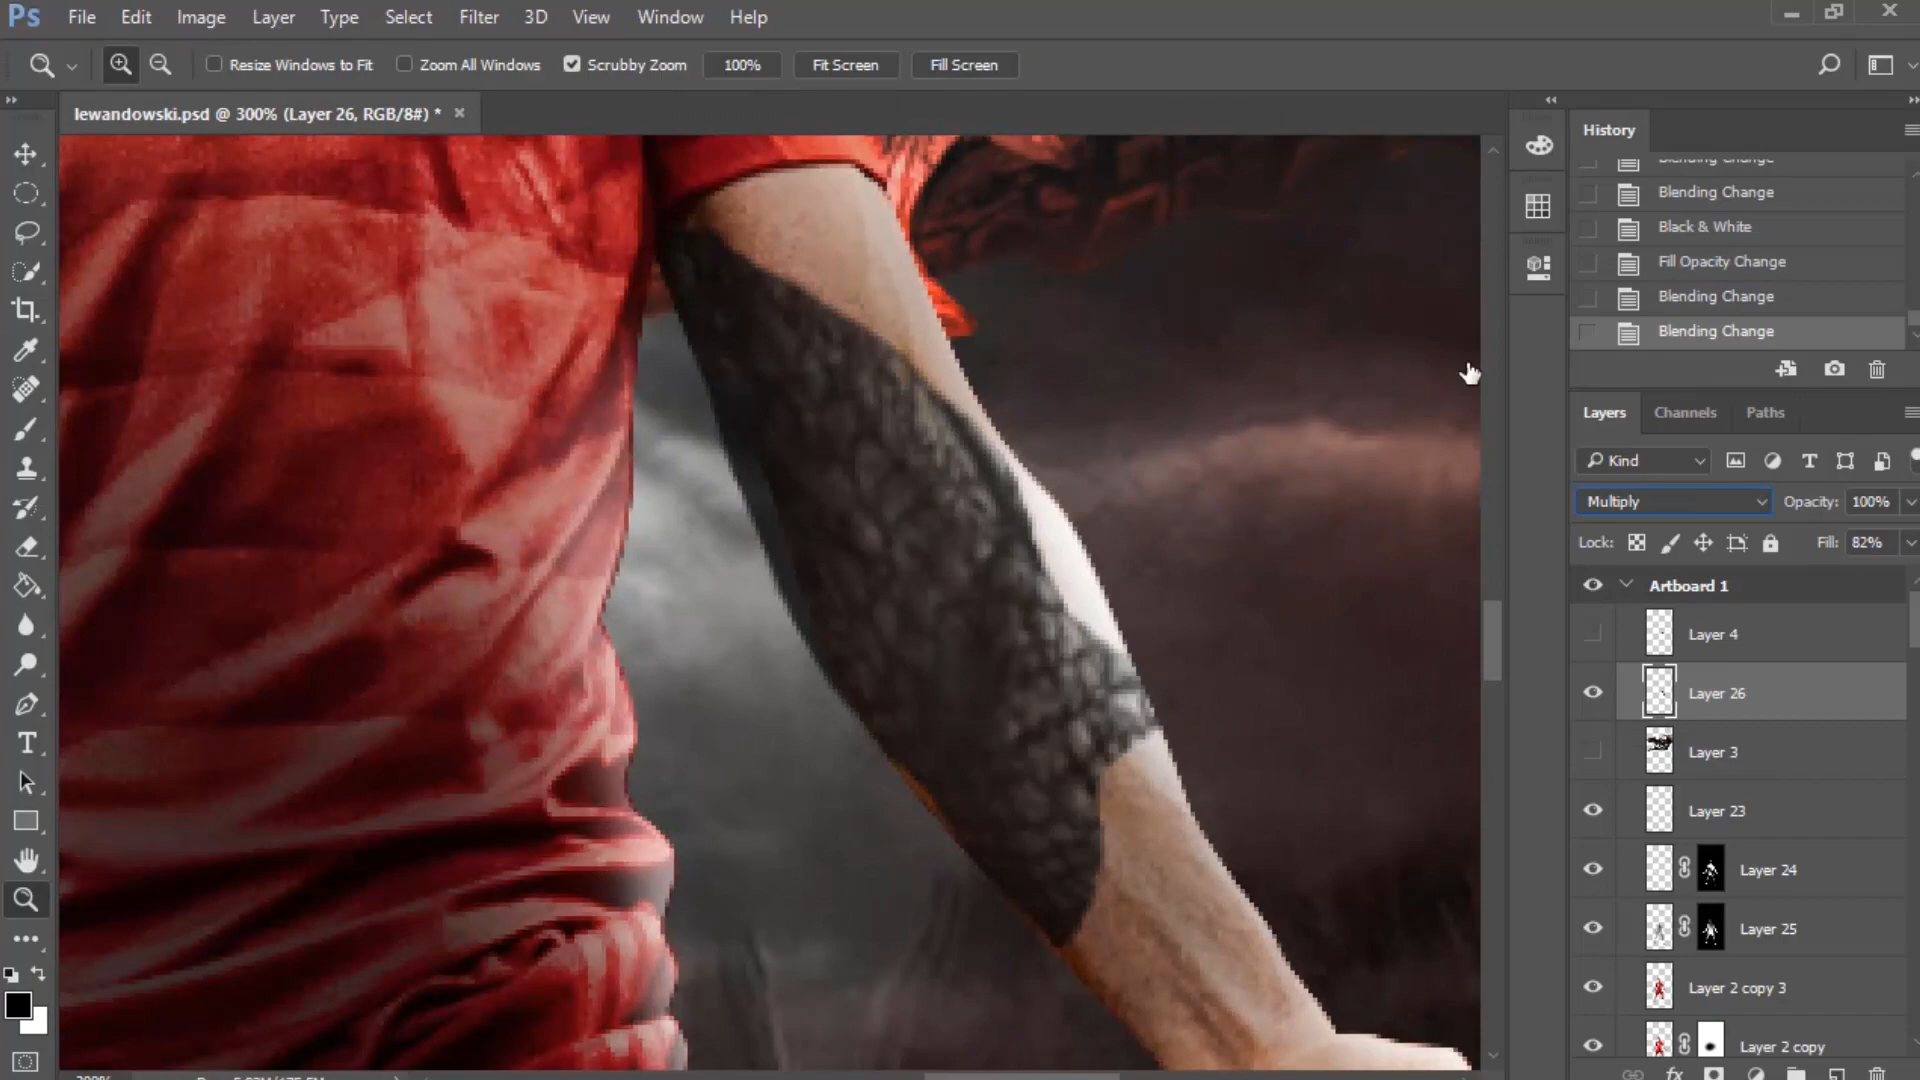 Ps File Edit Image Layer Type Select Filter 3D View Window Help
Resize Windows to Fit Zoom All Windows Scrubby Zoom 100% Fit Screen Fill Screen
lewandowski.psd @ 300% (Layer 26, RGB/8#) * ×
History
Blending Change
Blending Change
Black & White
Fill Opacity Change
Blending Change
Blending Change
Layers Channels Paths
Kind
Multiply Opacity: 100%
Lock: Fill: 82%
Artboard 1
Layer 4
Layer 26
Layer 3
Layer 23
Layer 24
Layer 25
Layer 2 copy 3
Layer 2 copy